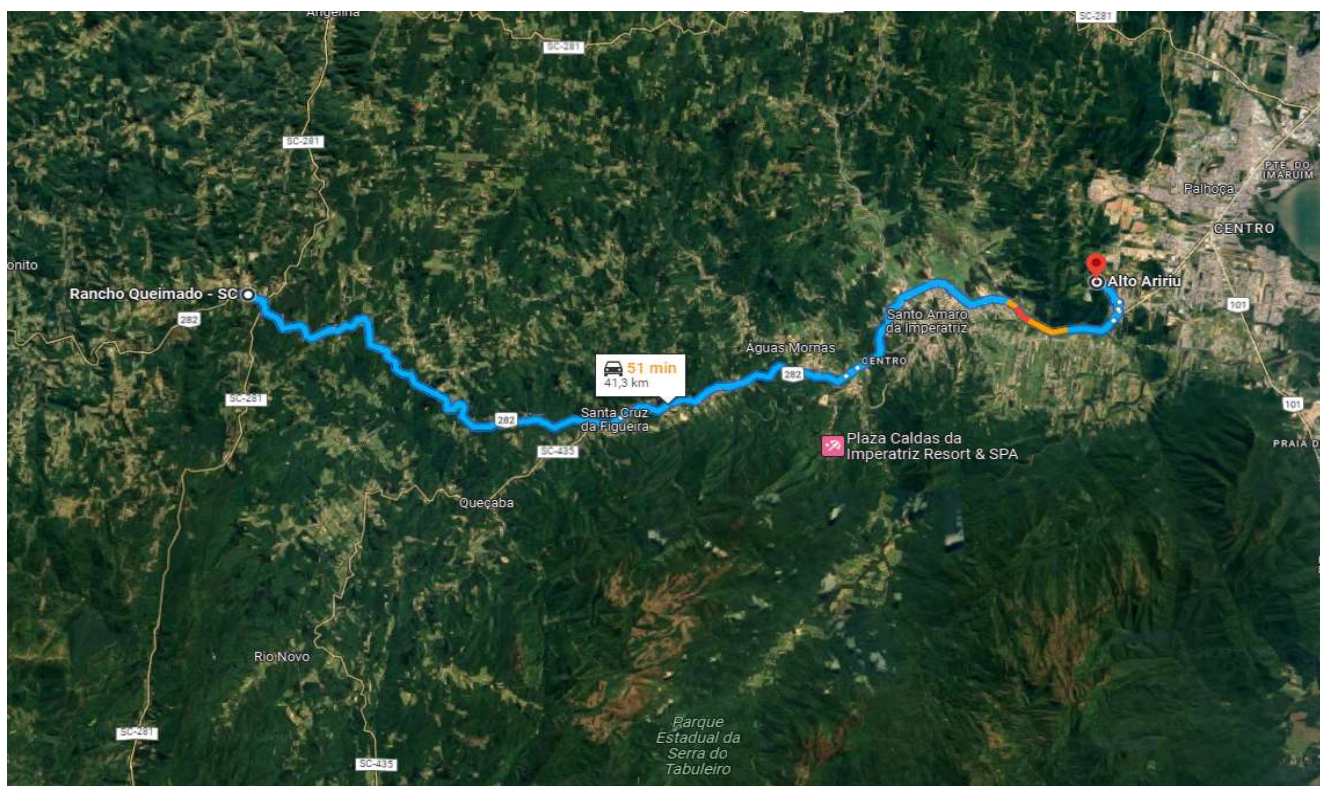 Angelina
SC-281
SC-281
SC-281
PTE. DO
IMARUIM
Palhoça
CENTRO
onito
Rancho Queimado - SC
282
Alto Aririu
101
Santo Amaro
da Imperatriz
Águas Mornas
CENTRO
51 min
41,3 km
282
SC-281
282
Santa Cruz
da Figueira
101
SC-435
Plaza Caldas da
Imperatriz Resort & SPA
PRAIA D
Queçaba
Rio Novo
Parque
Estadual da
Serra do
Tabuleiro
SC-281
SC-435